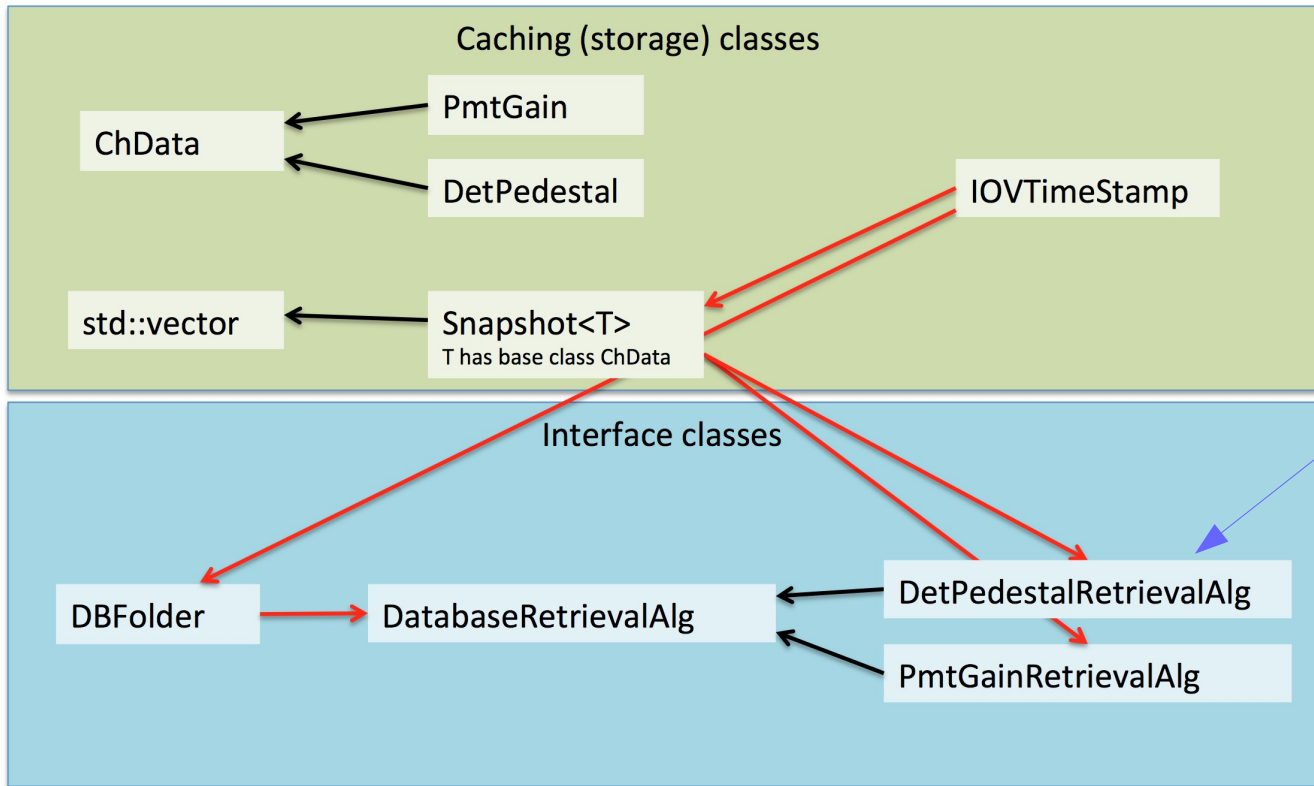 Caching (storage) classes
PmtGain
ChData
DetPedestal
IOVTimeStamp
std::vector
Snapshot<T>
T has base class ChData
Interface classes
DBFolder
DatabaseRetrievalAlg
DetPedestalRetrievalAlg
PmtGainRetrievalAlg